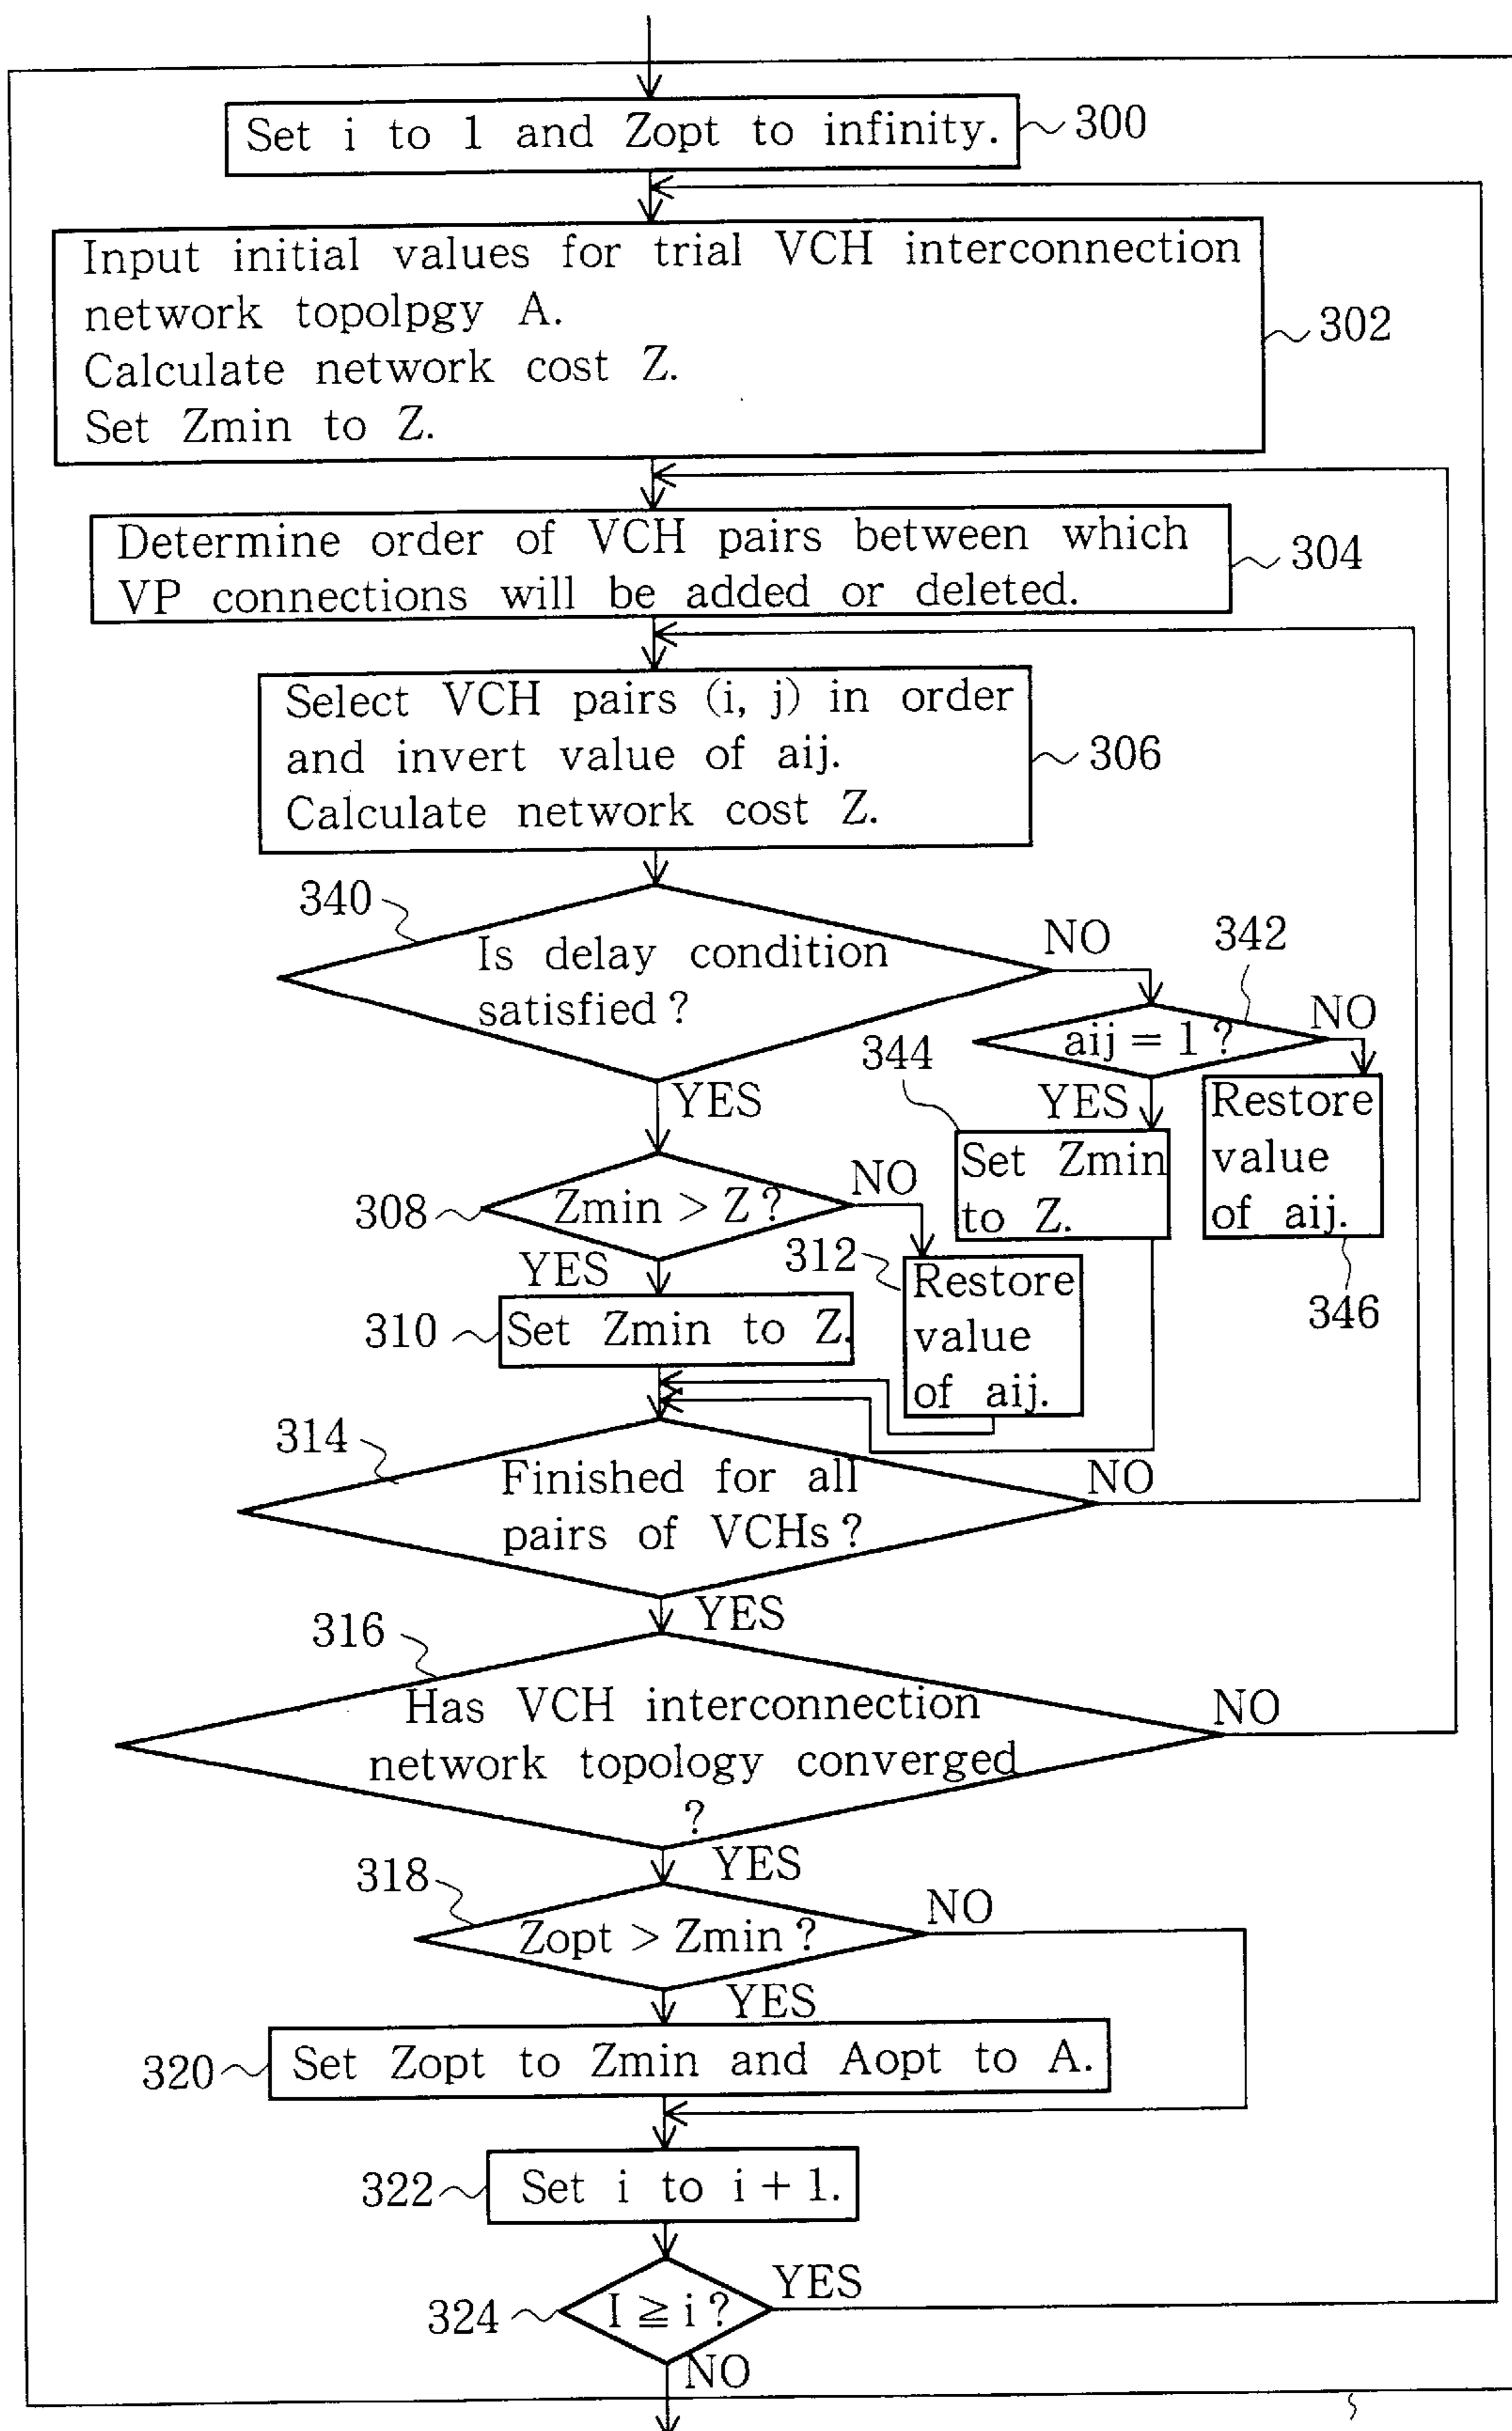 Set i to 1 and Zopt to infinity.
300
Input initial values for trial VCH interconnection
network topolpgy A.
Calculate network cost Z.
Set Zmin to Z.
302
Determine order of VCH pairs between which
VP connections will be added or deleted.
304
Select VCH pairs (i, j) in order
and invert value of aij.
Calculate network cost Z.
306
340
Is delay condition
satisfied?
NO
342
aij = 1?
NO
344
YES
YES
Restore
value
of aij.
346
Set Zmin
to Z.
308
Zmin > Z?
NO
YES
312
Restore
value
of aij.
310
Set Zmin to Z.
314
Finished for all
pairs of VCHs?
NO
YES
316
Has VCH interconnection
network topology converged
?
NO
YES
318
Zopt > Zmin?
NO
YES
320
Set Zopt to Zmin and Aopt to A.
322
Set i to i + 1.
324
I ≧ i?
YES
NO